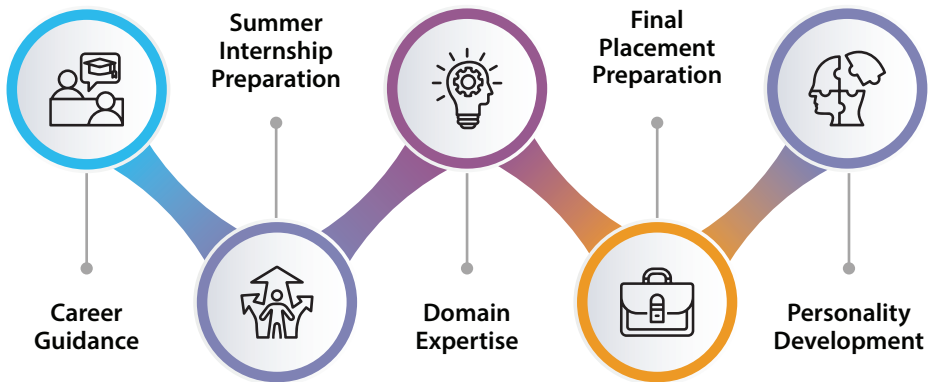 Career
Guidance
Summer
Internship
Preparation
Domain
Expertise
Final
Placement
Preparation
Personality
Development